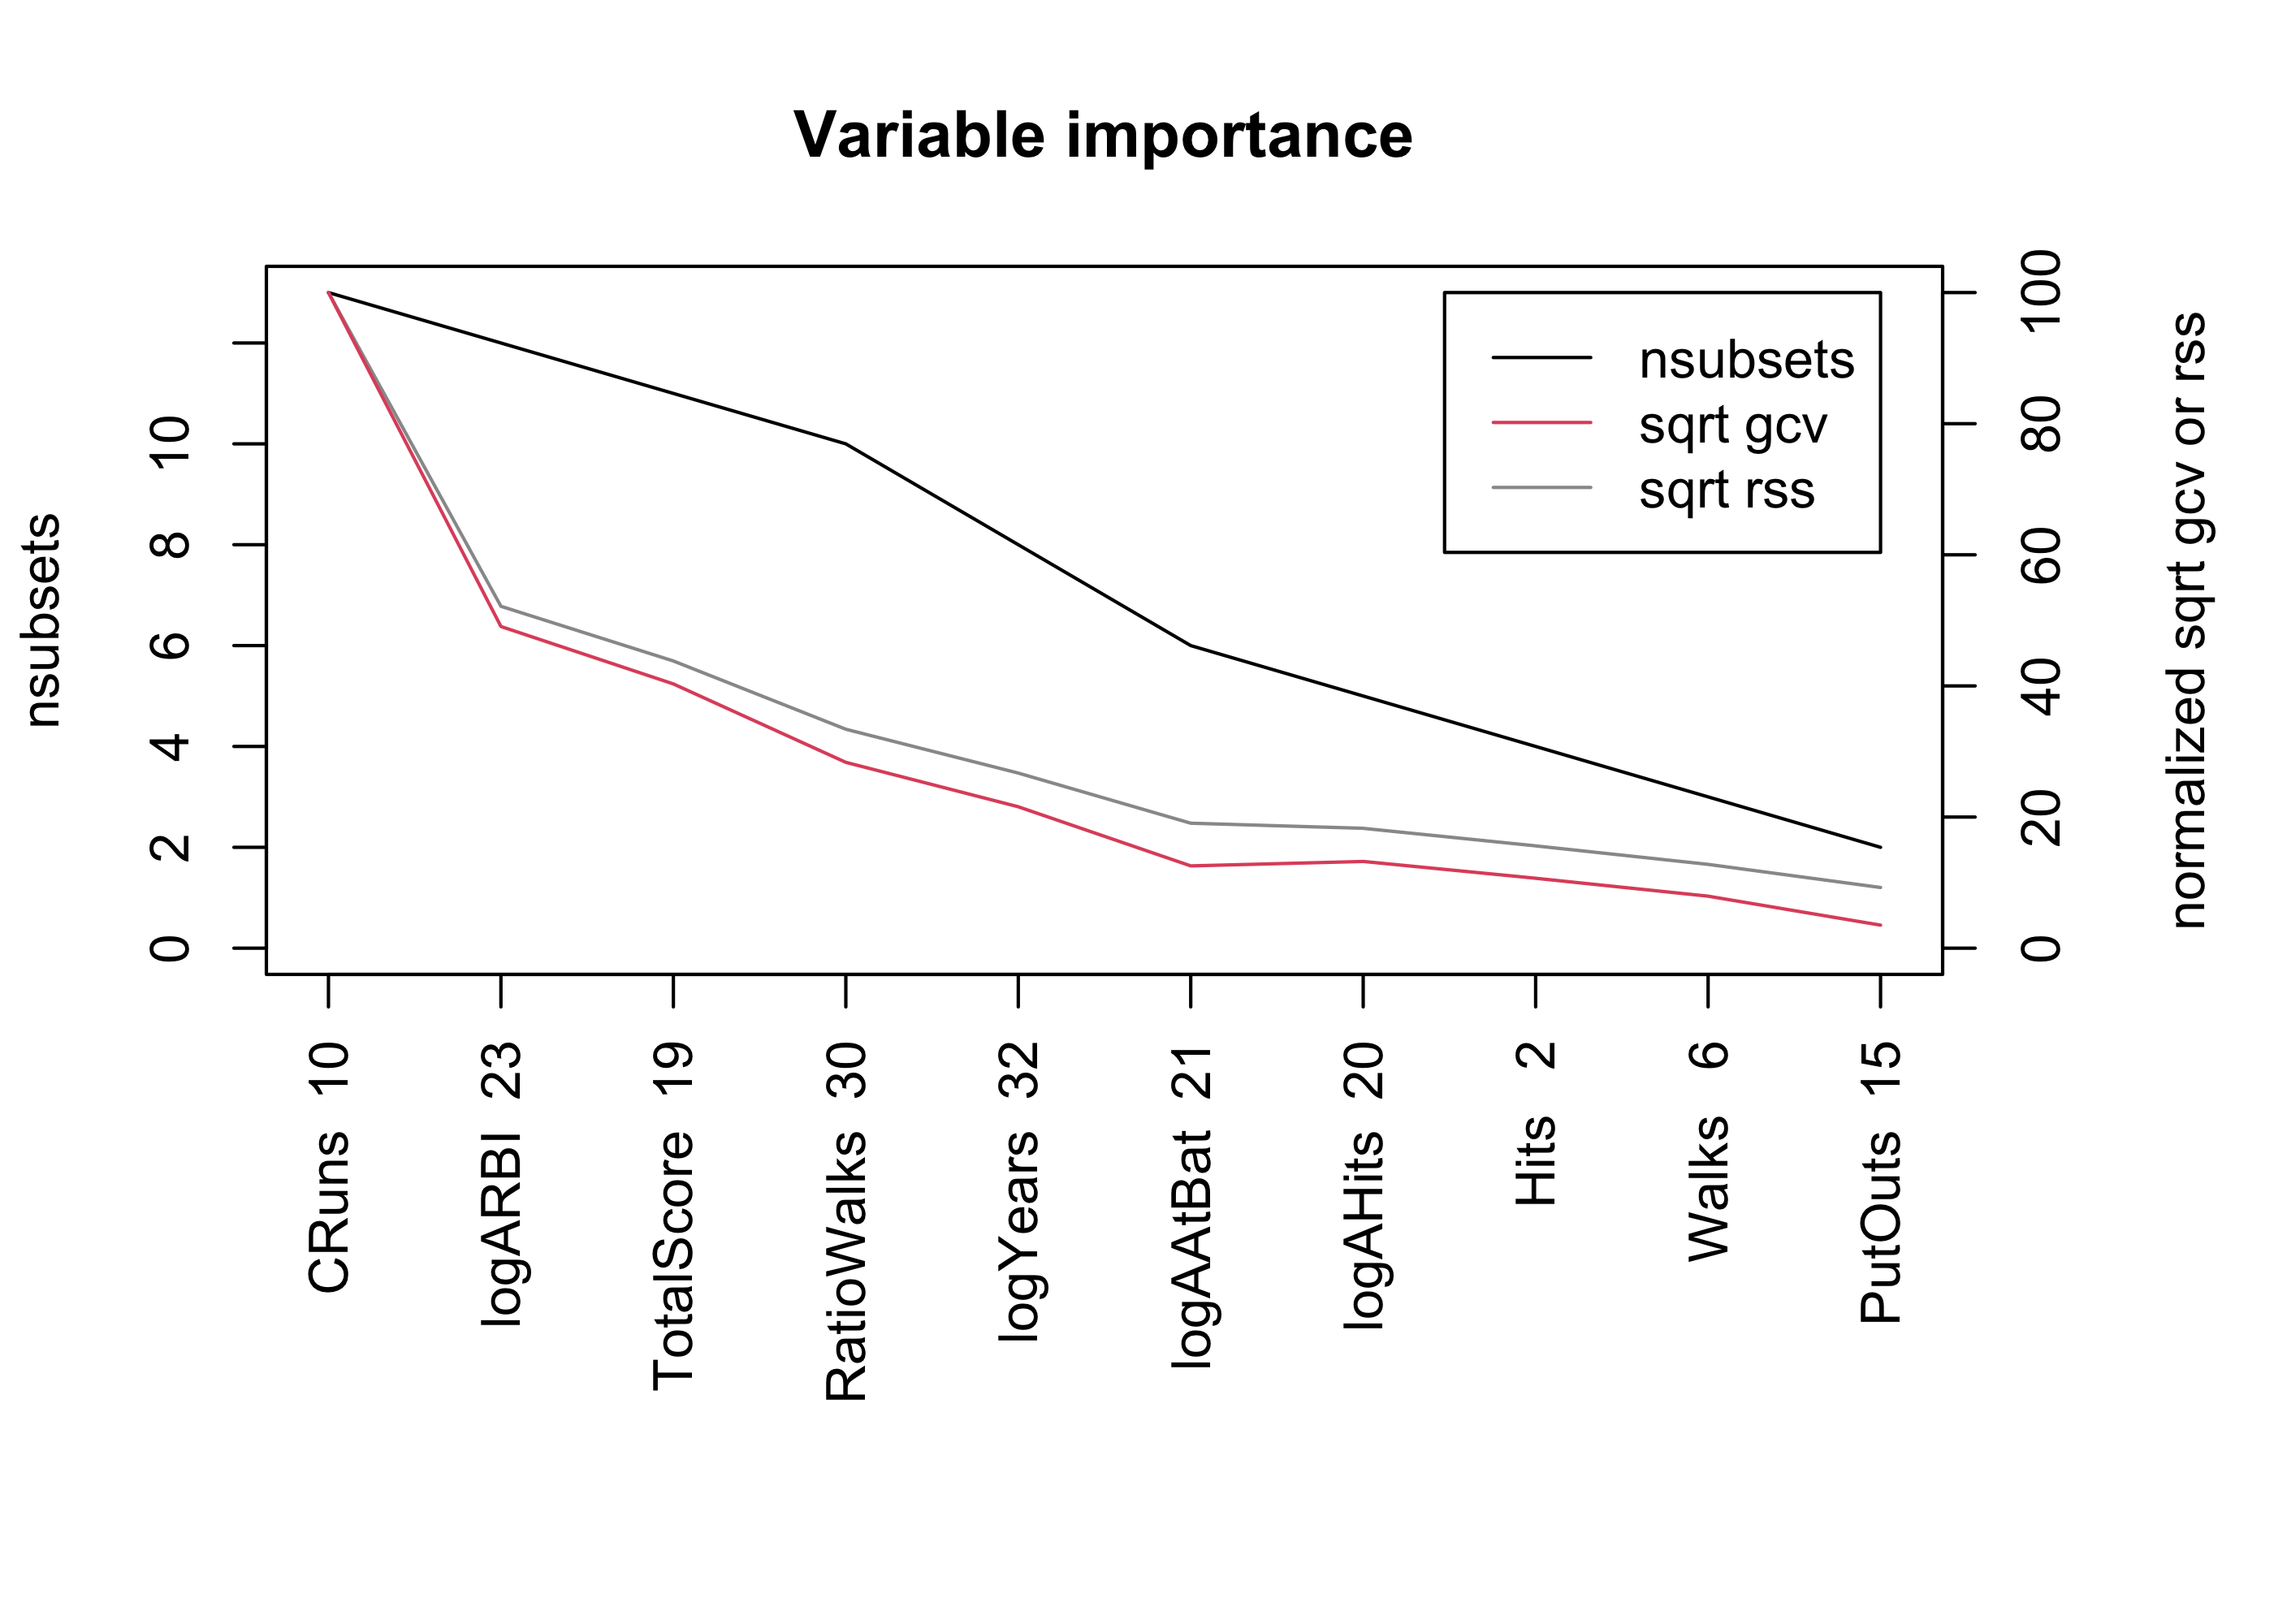 Variable importance
nsubsets
10
8
6
4
2
0
100
80
60
40
20
0
normalized sqrt gcv or rss
nsubsets
sqrt gcv
sqrt rss
CRuns 10
logARBI 23
TotalScore 19
RatioWalks 30
logYears 32
logAAtBat 21
logAHits 20
Hits 2
Walks 6
PutOuts 15